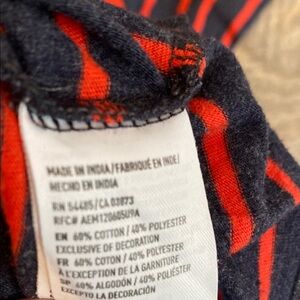 MADE IN INDIA/FABRIQUÉ EN INDE/
HECHO EN INDIA
RN 54485/CA 03873
RFC# AEM120605U9A
EN 60% COTTON / 40% POLYESTER
EXCLUSIVE OF DECORATION
FR 60% COTON / 40% POLYESTER
À L'EXCEPTION DE LA GARNITURE
SP 60% ALGODÓN / 40% POLIÉSTER
EXCEPTO LA DECORACIÓN